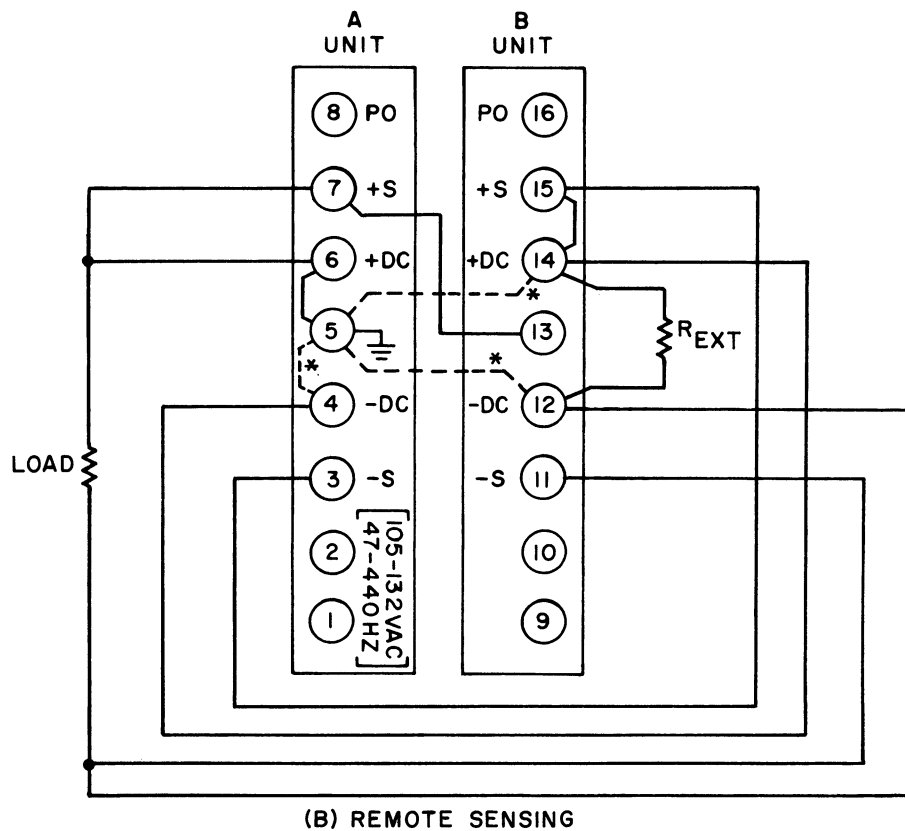 A
UNIT
B
UNIT
8 PO
PO 16
7 +S
+S 15
6 +DC
+DC 14
*
5
13
REXT
*
*
4 -DC
-DC 12
LOAD
3 -S
-S 11
2
105-132VAC
47-440HZ
10
1
9
(B) REMOTE SENSING